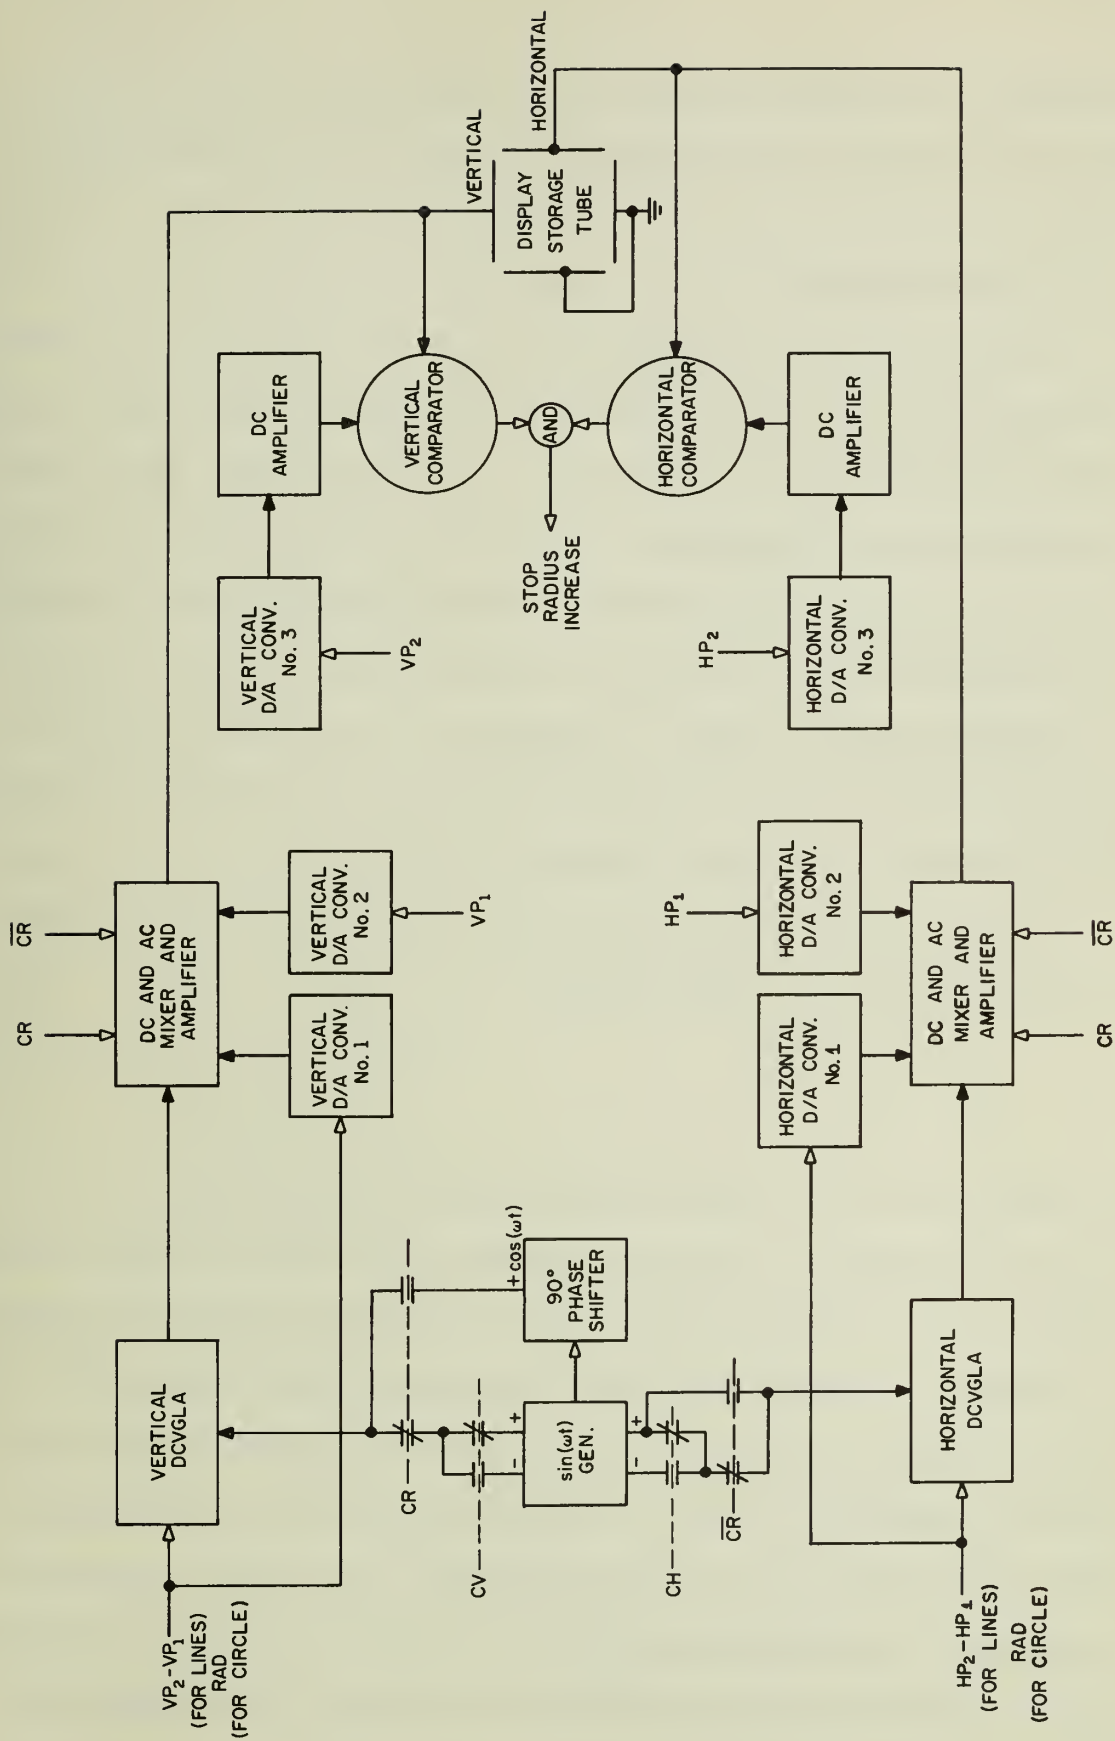 VP₂-VP₁
(FOR LINES)
RAD
(FOR CIRCLE)
VERTICAL
DCVGLA
CR
CR̅
DC AND AC
MIXER AND
AMPLIFIER
VERTICAL
D/A CONV.
No. 1
VERTICAL
D/A CONV.
No. 2
VP₁
VERTICAL
D/A CONV.
No. 3
VP₂
DC
AMPLIFIER
VERTICAL
COMPARATOR
AND
STOP
RADIUS
INCREASE
VERTICAL
HORIZONTAL
DISPLAY
STORAGE
TUBE
CR
CV
- +
sin(ωt)
GEN.
- +
+cos(ωt)
90°
PHASE
SHIFTER
CH
CR̅
HORIZONTAL
COMPARATOR
DC
AMPLIFIER
HP₂
HORIZONTAL
D/A CONV.
No. 3
HP₁
HORIZONTAL
D/A CONV.
No. 1
HORIZONTAL
D/A CONV.
No. 2
HP₂-HP₁
(FOR LINES)
RAD
(FOR CIRCLE)
HORIZONTAL
DCVGLA
DC AND AC
MIXER AND
AMPLIFIER
CR
CR̅